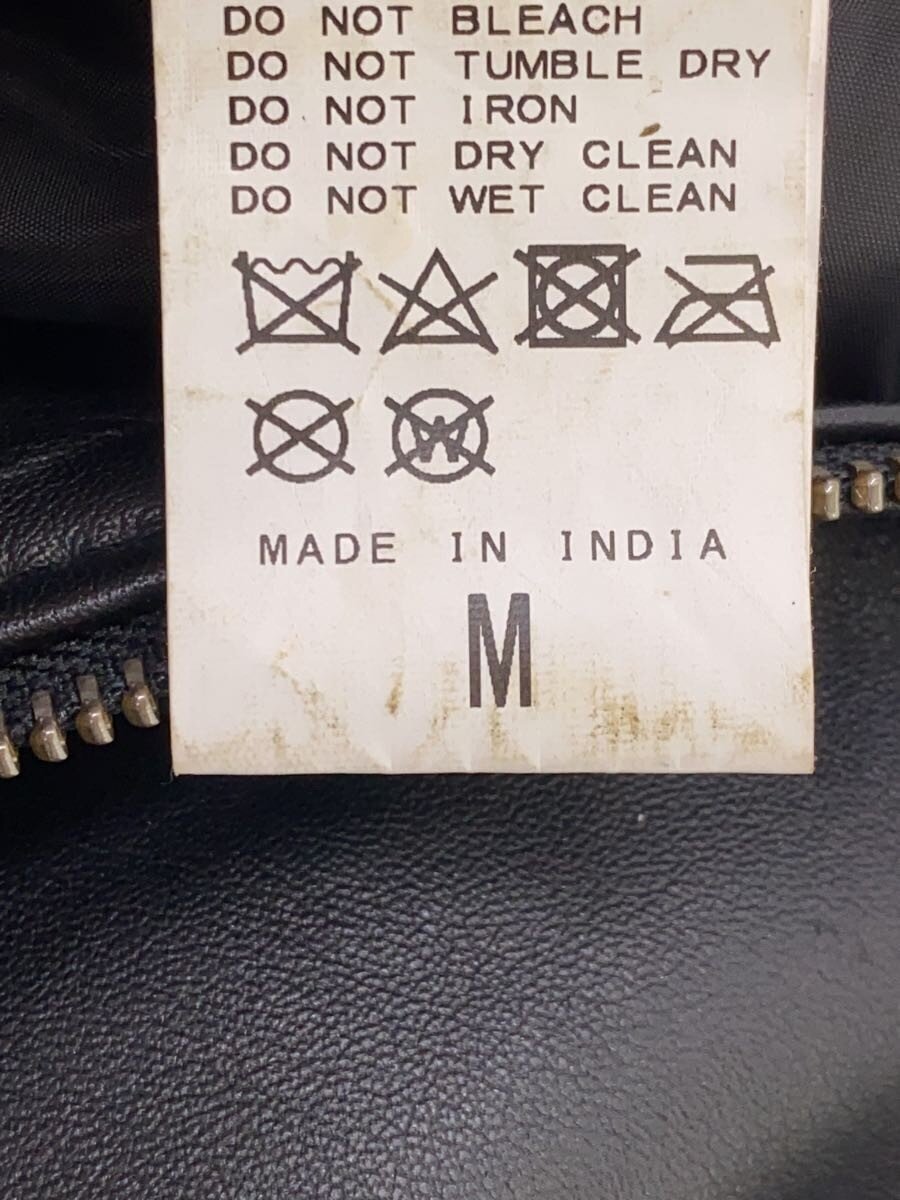 DO NOT BLEACH
DO NOT TUMBLE DRY
DO NOT IRON
DO NOT DRY CLEAN
DO NOT WET CLEAN
W
MADE IN INDIA
M